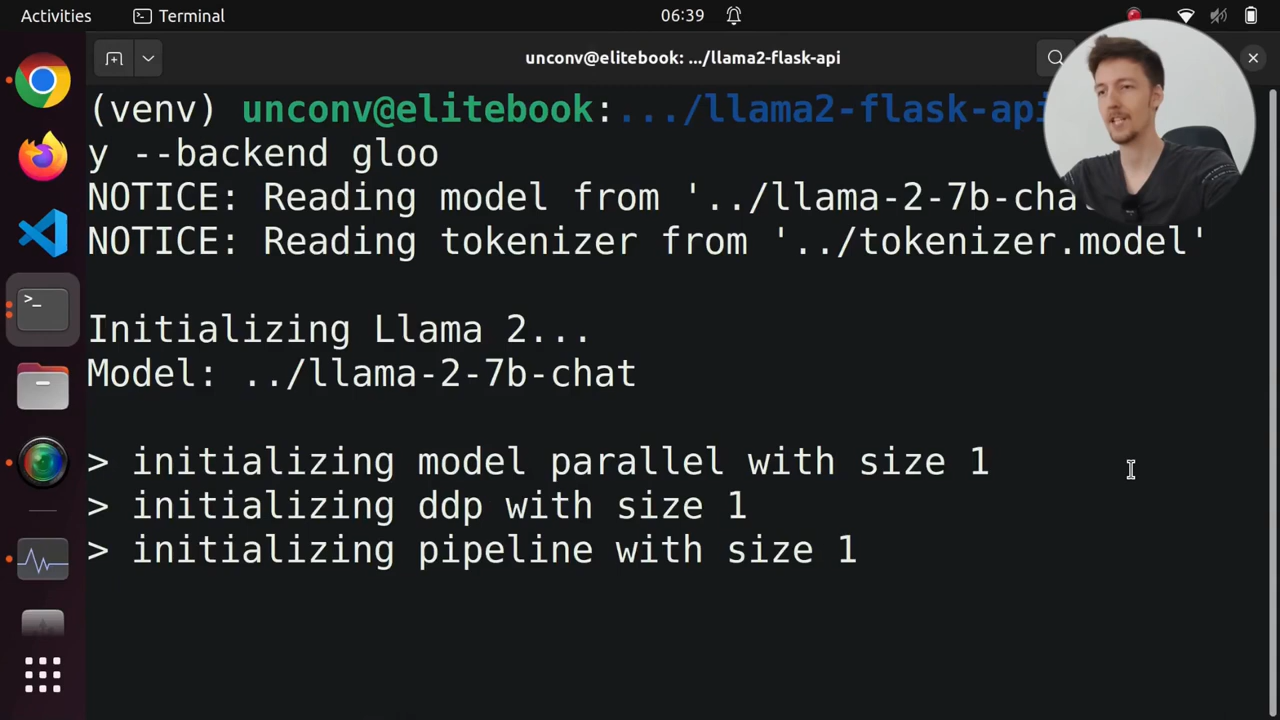 Activities
Terminal
06:39
unconv@elitebook: .../llama2-flask-api
(venv) unconv@elitebook:.../llama2-flask-api
y --backend gloo
NOTICE: Reading model from '../llama-2-7b-cha
NOTICE: Reading tokenizer from '../tokenizer.model'
Initializing Llama 2...
Model: ../llama-2-7b-chat
> initializing model parallel with size 1
> initializing ddp with size 1
> initializing pipeline with size 1